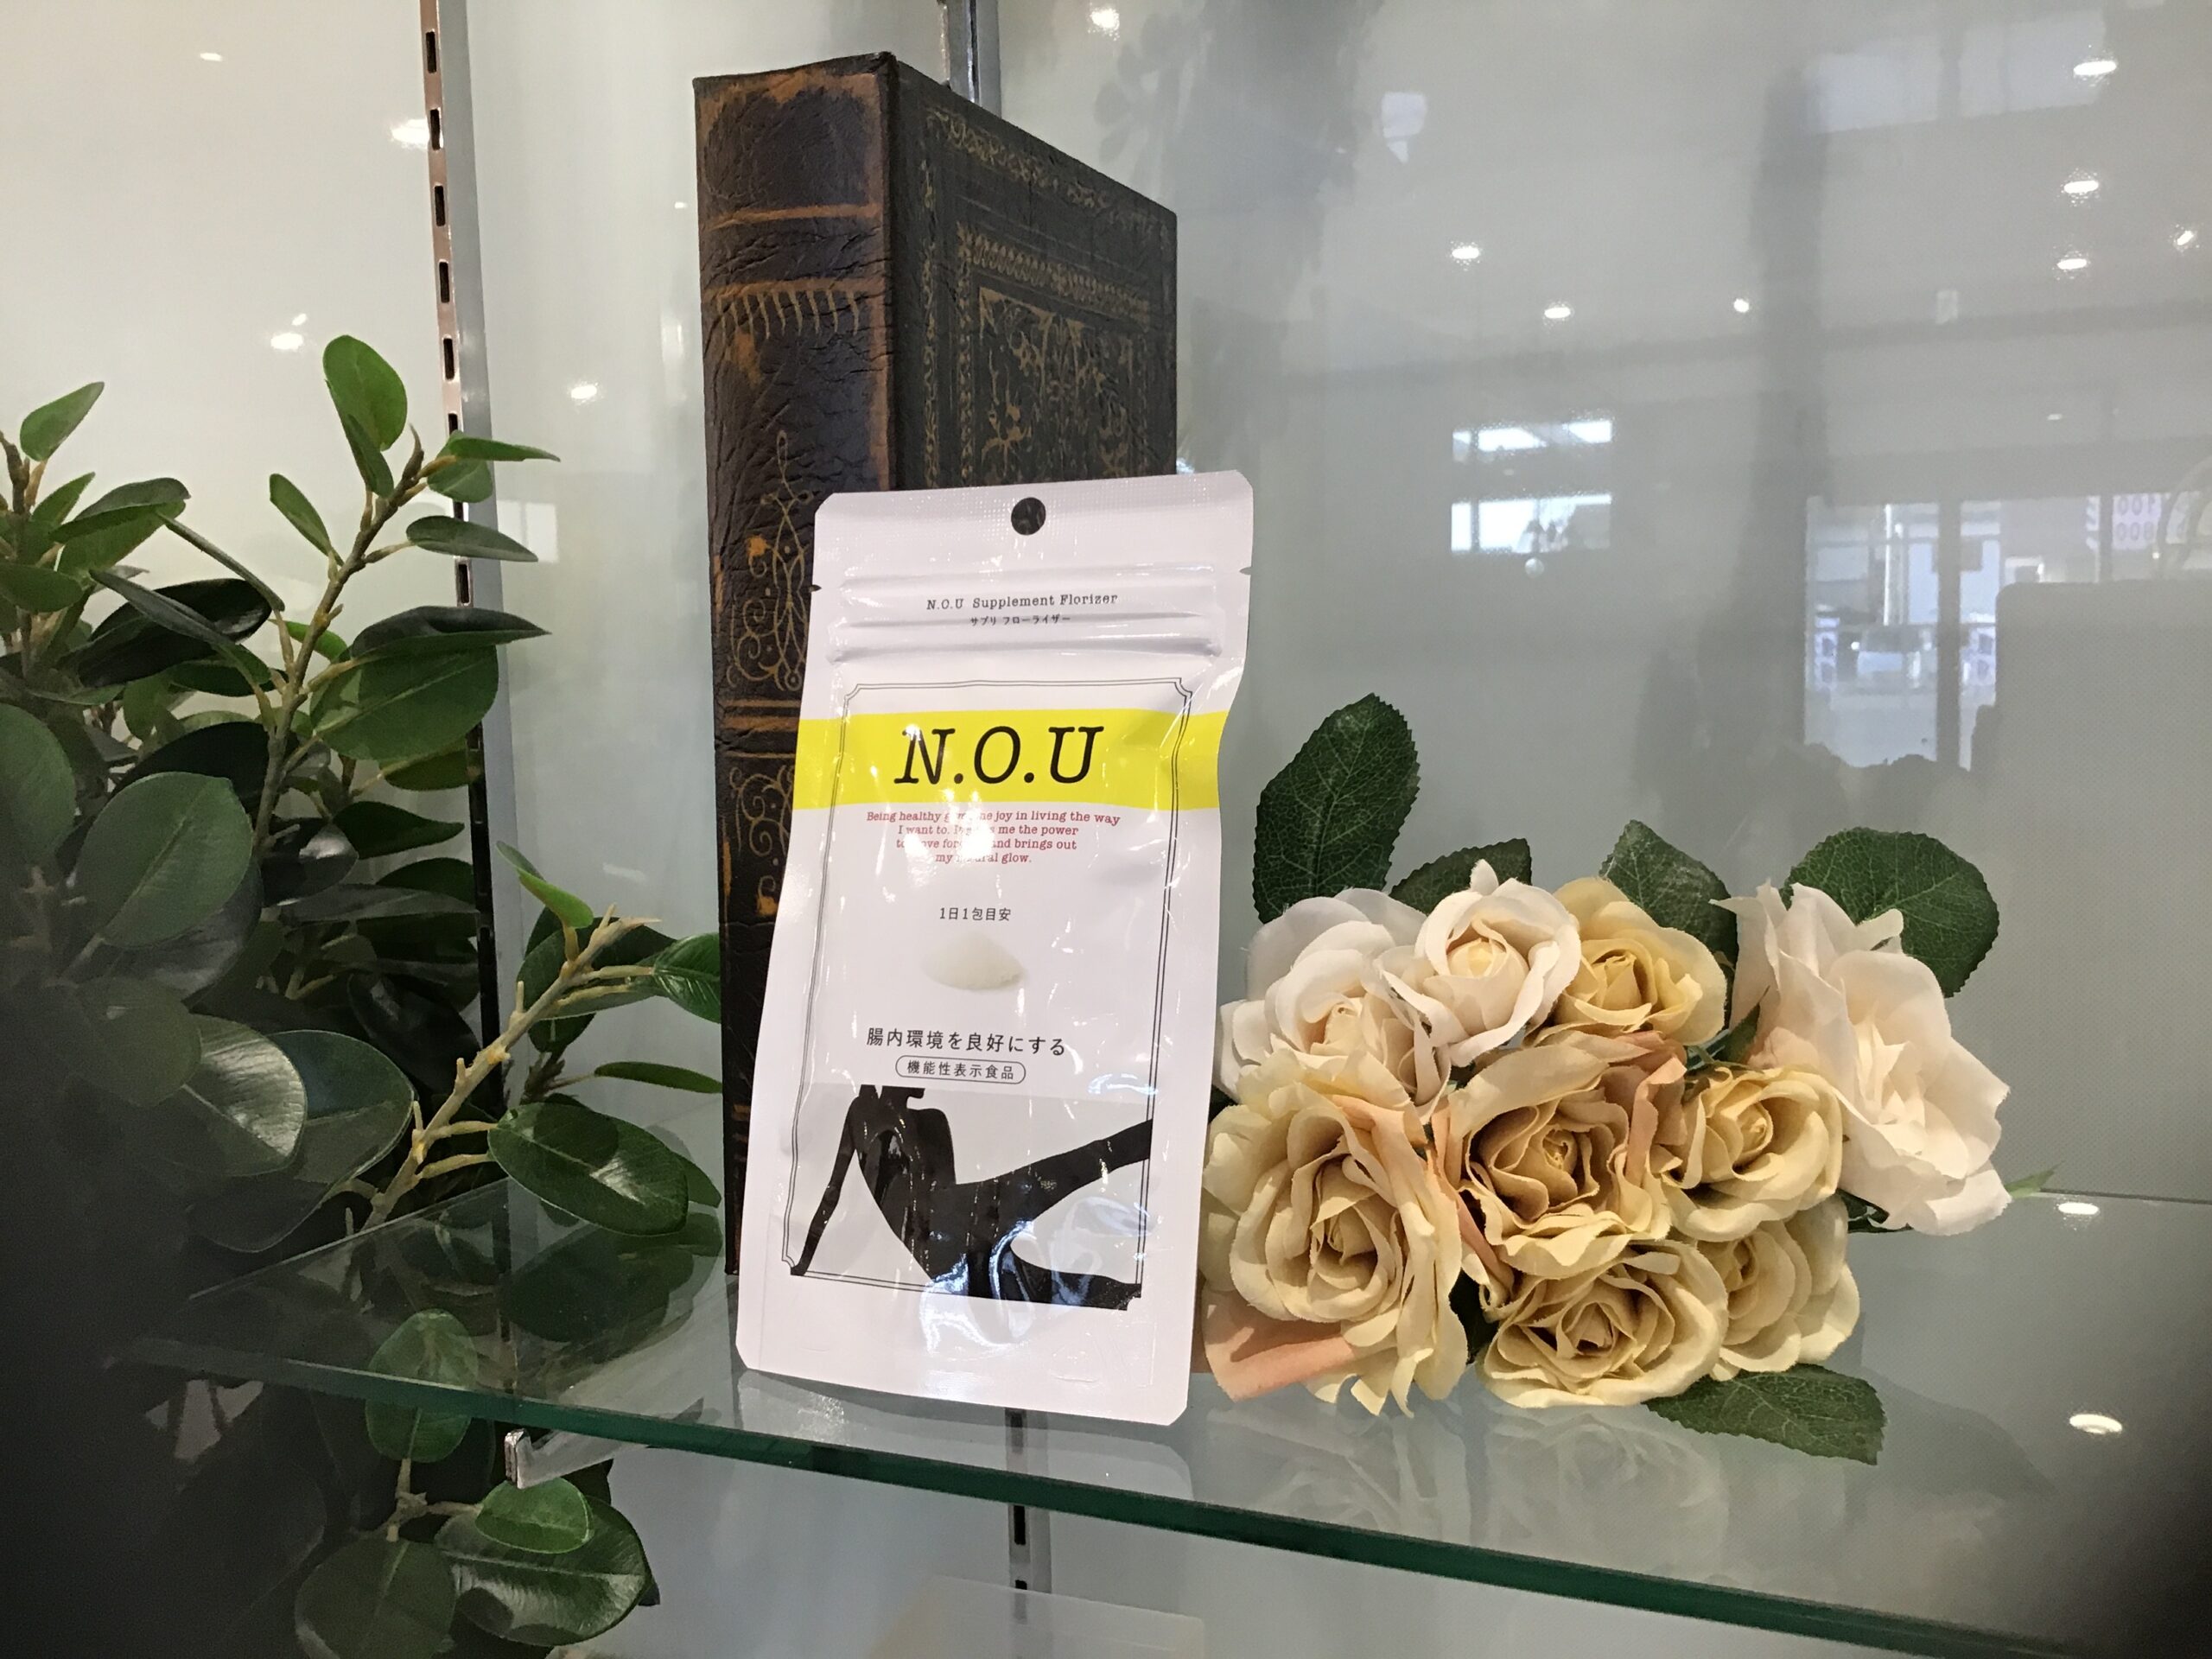 N.O.U Supplement Florizer
サプリ フローライザー
N.O.U
Being healthy the joy in living the way
I want to. me the power
and brings out
my glow.
1日1包目安
腸内環境を良好にする
機能性表示食品